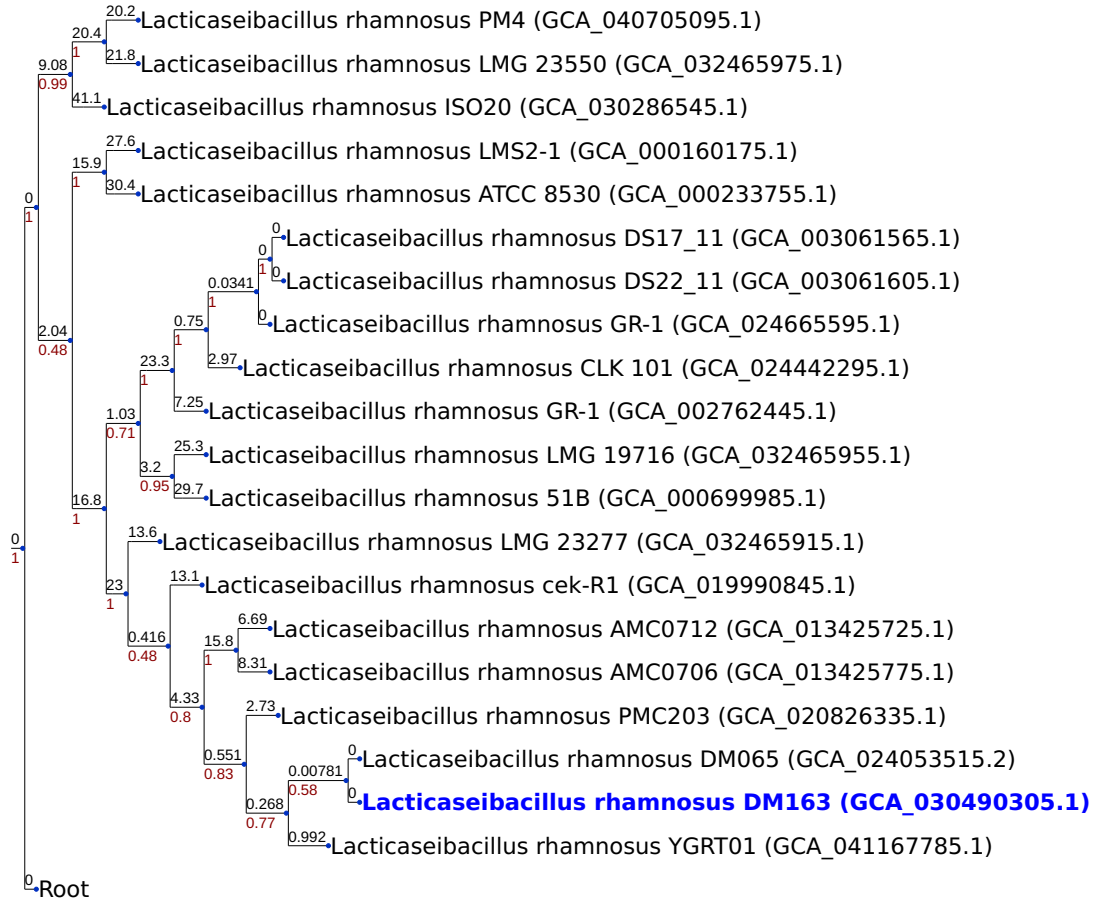 20.2
Lacticaseibacillus rhamnosus PM4 (GCA_040705095.1)
20.4
1
21.8
Lacticaseibacillus rhamnosus LMG 23550 (GCA_032465975.1)
9.08
0.99
41.1
Lacticaseibacillus rhamnosus ISO20 (GCA_030286545.1)
27.6
Lacticaseibacillus rhamnosus LMS2-1 (GCA_000160175.1)
15.9
1
30.4
Lacticaseibacillus rhamnosus ATCC 8530 (GCA_000233755.1)
0
1
0
Lacticaseibacillus rhamnosus DS17_11 (GCA_003061565.1)
0
1
0
Lacticaseibacillus rhamnosus DS22_11 (GCA_003061605.1)
0.0341
1
0
Lacticaseibacillus rhamnosus GR-1 (GCA_024665595.1)
0.75
1
2.04
0.48
2.97
Lacticaseibacillus rhamnosus CLK 101 (GCA_024442295.1)
23.3
1
7.25
Lacticaseibacillus rhamnosus GR-1 (GCA_002762445.1)
1.03
0.71
25.3
Lacticaseibacillus rhamnosus LMG 19716 (GCA_032465955.1)
3.2
0.95
29.7
Lacticaseibacillus rhamnosus 51B (GCA_000699985.1)
16.8
1
13.6
Lacticaseibacillus rhamnosus LMG 23277 (GCA_032465915.1)
0
1
13.1
Lacticaseibacillus rhamnosus cek-R1 (GCA_019990845.1)
23
1
6.69
Lacticaseibacillus rhamnosus AMC0712 (GCA_013425725.1)
0.416
0.48
15.8
1
8.31
Lacticaseibacillus rhamnosus AMC0706 (GCA_013425775.1)
4.33
0.8
2.73
Lacticaseibacillus rhamnosus PMC203 (GCA_020826335.1)
0.551
0.83
0
Lacticaseibacillus rhamnosus DM065 (GCA_024053515.2)
0.00781
0.58
0
Lacticaseibacillus rhamnosus DM163 (GCA_030490305.1)
0.268
0.77
0.992
Lacticaseibacillus rhamnosus YGRT01 (GCA_041167785.1)
0
Root